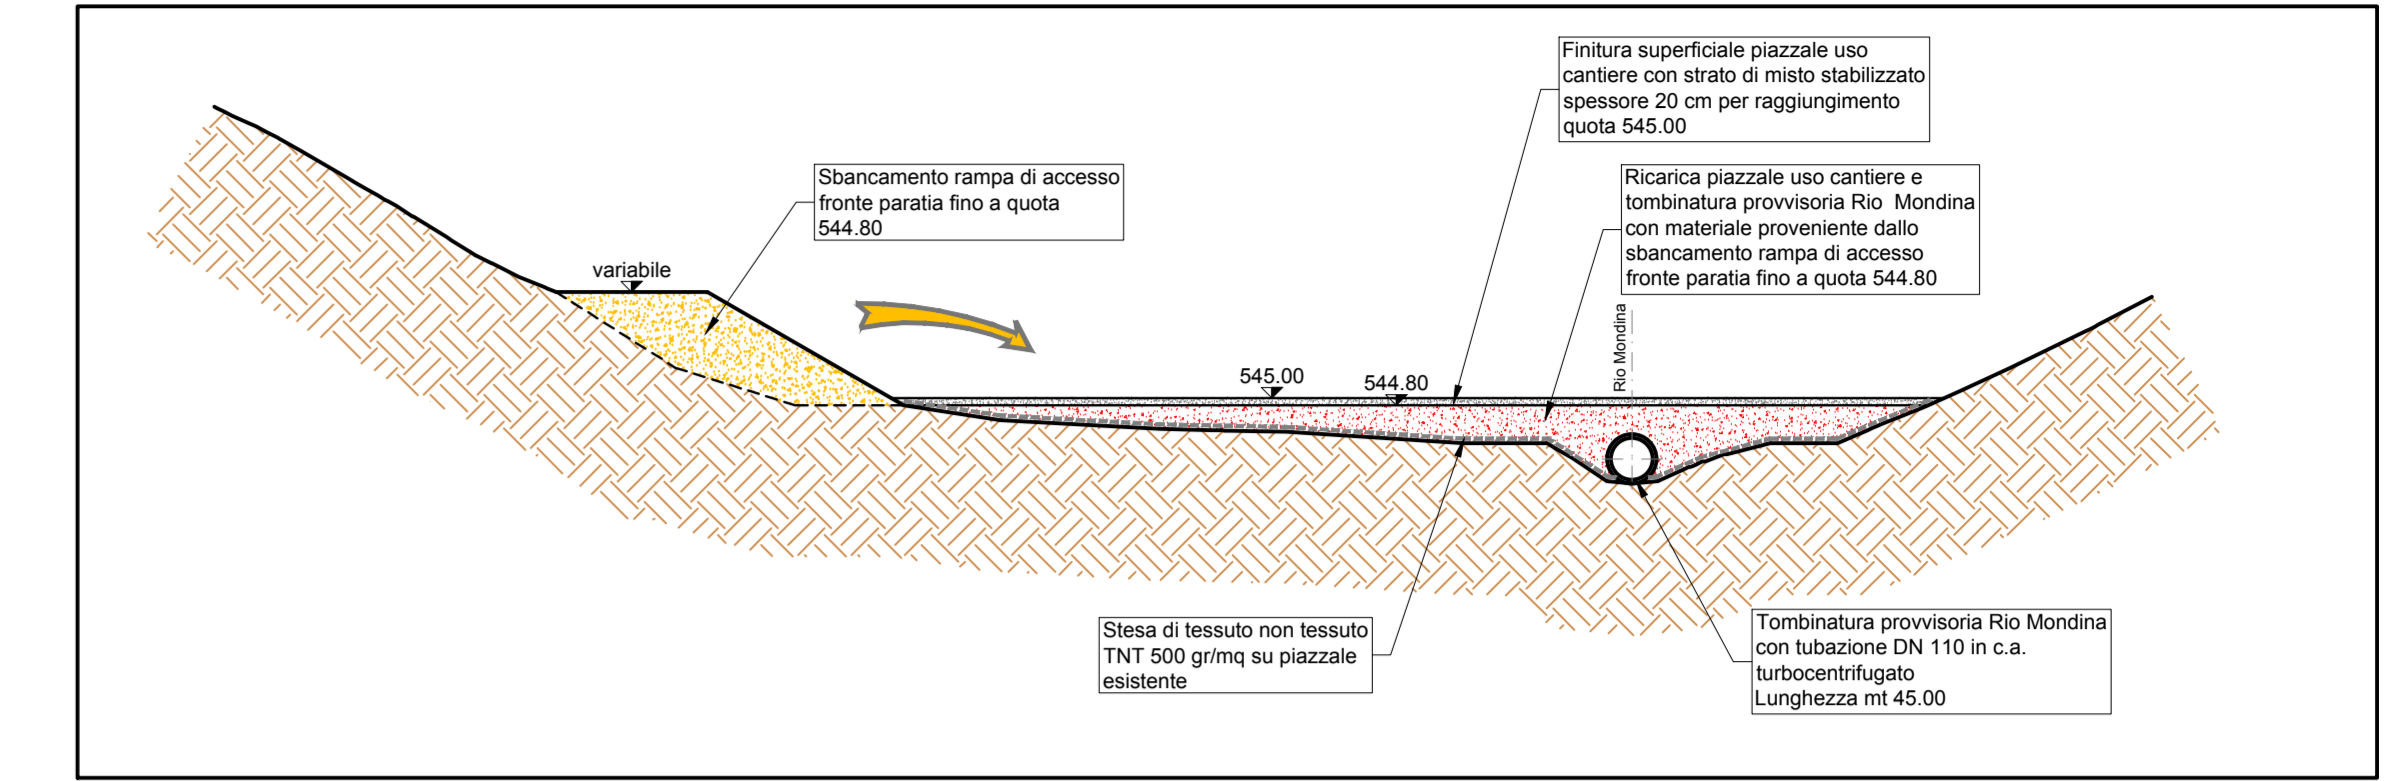 Finitura superficiale piazzale uso
cantiere con strato di misto stabilizzato
spessore 20 cm per raggiungimento
quota 545.00
Sbancamento rampa di accesso
fronte paratia fino a quota
544.80
Ricarica piazzale uso cantiere e
tombinatura provvisoria Rio Mondina
con materiale proveniente dallo
sbancamento rampa di accesso
fronte paratia fino a quota 544.80
variabile
Rio Mondina
545.00
544.80
Stesa di tessuto non tessuto
TNT 500 gr/mq su piazzale
esistente
Tombinatura provvisoria Rio Mondina
con tubazione DN 110 in c.a.
turbocentrifugato
Lunghezza mt 45.00